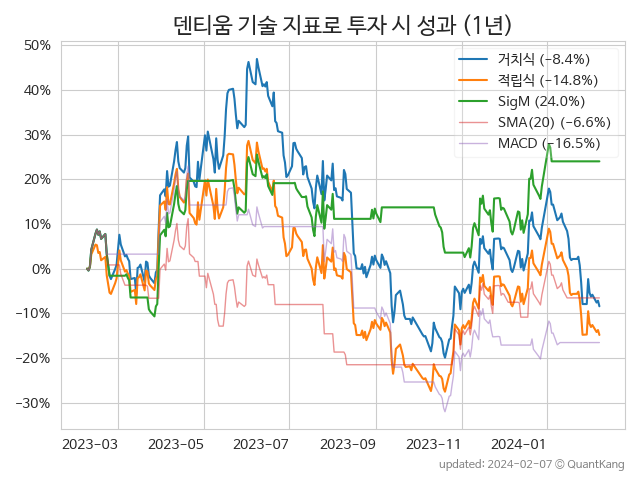 덴티움 기술 지표로 투자 시 성과 (1년)
50%
40%
30%
20%
10%
0%
−10%
−20%
−30%
거치식 (−8.4%)
적립식 (−14.8%)
SigM (24.0%)
SMA(20) (−6.6%)
MACD (−16.5%)
2023-03
2023-05
2023-07
2023-09
2023-11
2024-01
updated: 2024-02-07 ⓒ QuantKang